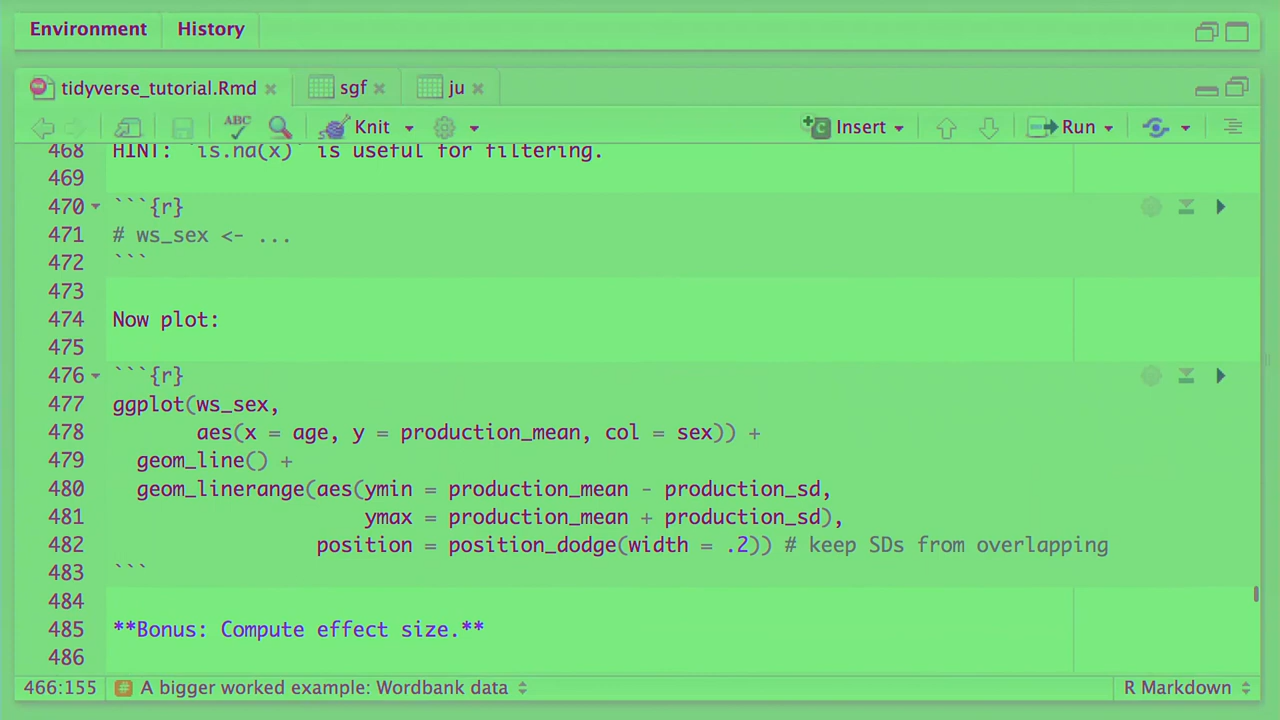 Environment History
tidyverse_tutorial.Rmd sgf ju
ABC Knit Insert Run
468 HINT: `is.na(x)` is useful for filtering.
469
470 ```{r}
471 # ws_sex <- ...
472 ```
473
474 Now plot:
475
476 ```{r}
477 ggplot(ws_sex,
478 aes(x = age, y = production_mean, col = sex)) +
479 geom_line() +
480 geom_linerange(aes(ymin = production_mean - production_sd,
481 ymax = production_mean + production_sd),
482 position = position_dodge(width = .2)) # keep SDs from overlapping
483 ```
484
485 **Bonus: Compute effect size.**
486
466:155 # A bigger worked example: Wordbank data R Markdown